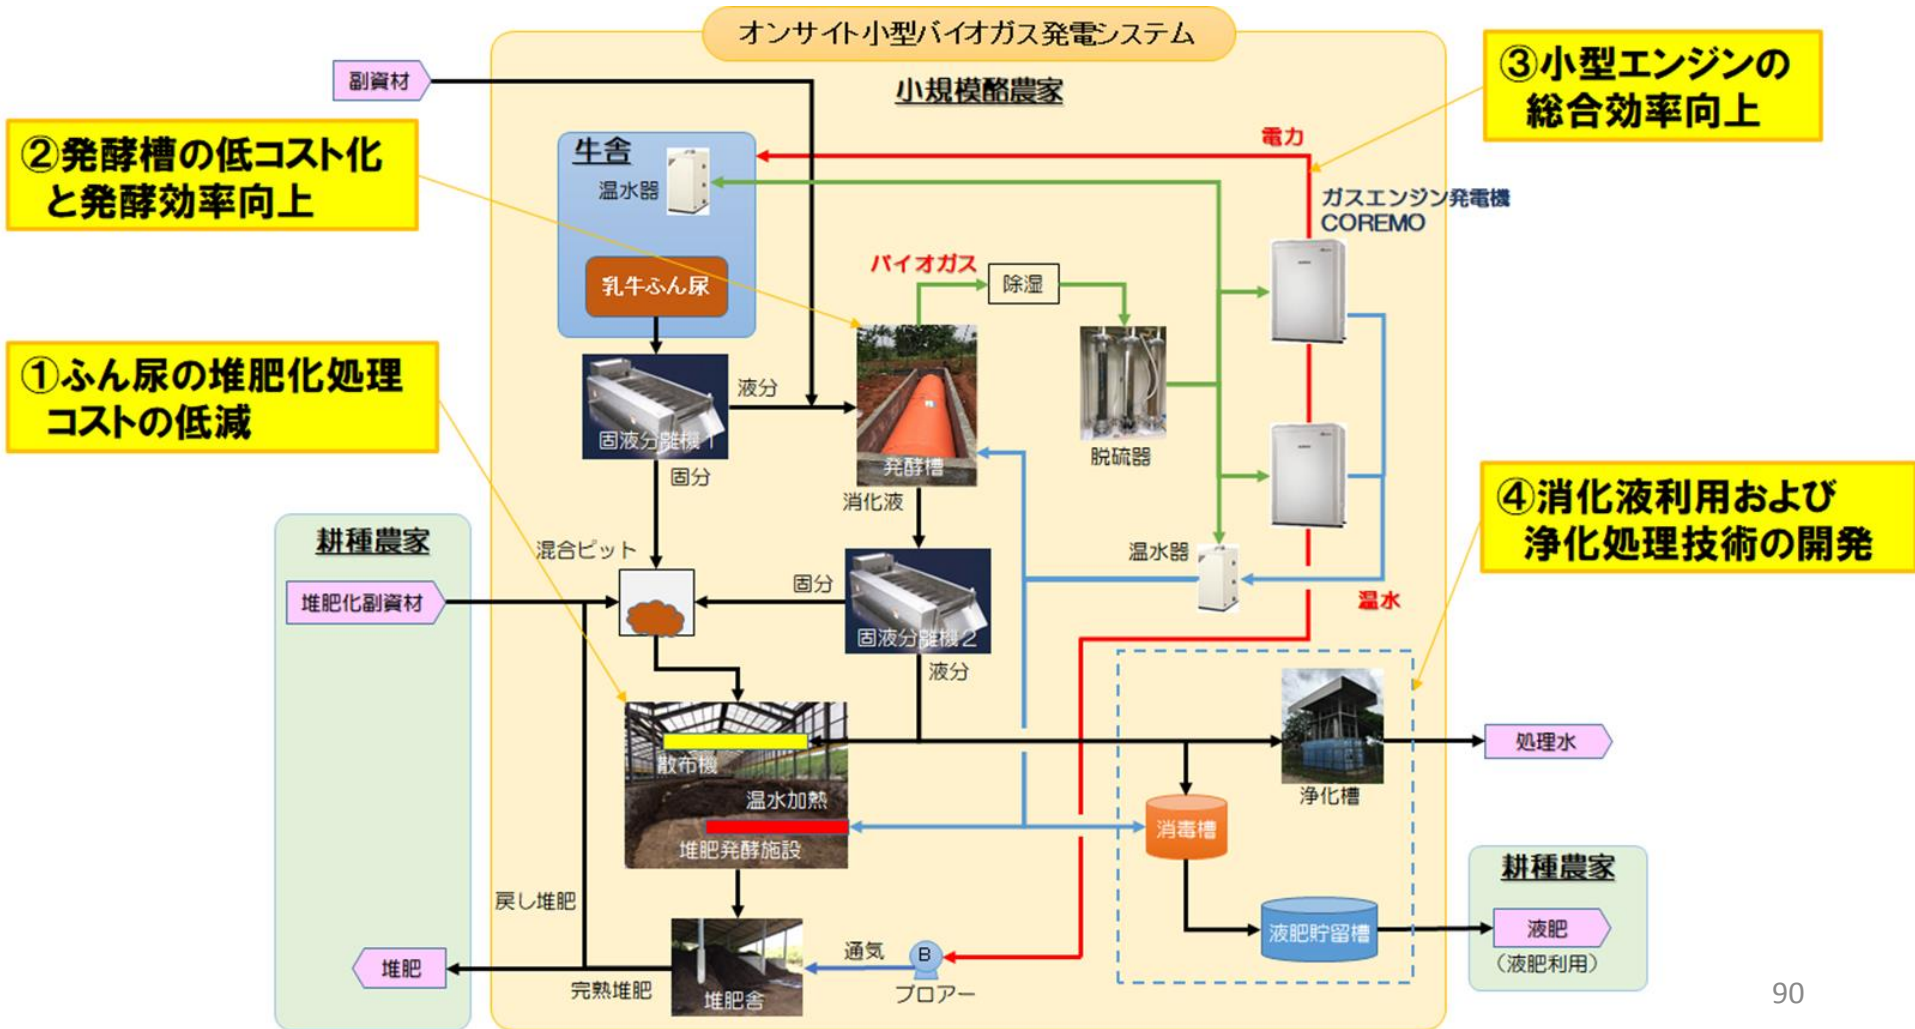 オンサイト小型バイオガス発電システム
小規模酪農家
副資材
③小型エンジンの
総合効率向上
②発酵槽の低コスト化
と発酵効率向上
牛舎
温水器
電力
ガスエンジン発電機
COREMO
乳牛ふん尿
バイオガス
除湿
①ふん尿の堆肥化処理
コストの低減
液分
固液分離機1
固分
発酵槽
脱硫器
消化液
④消化液利用および
浄化処理技術の開発
耕種農家
混合ピット
温水器
堆肥化副資材
固分
温水
固液分離機2
液分
散布機
温水加熱
堆肥発酵施設
浄化槽
処理水
消毒槽
戻し堆肥
耕種農家
液肥貯留槽
液肥
(液肥利用)
堆肥
完熟堆肥
堆肥舎
通気
B
ブロアー
90